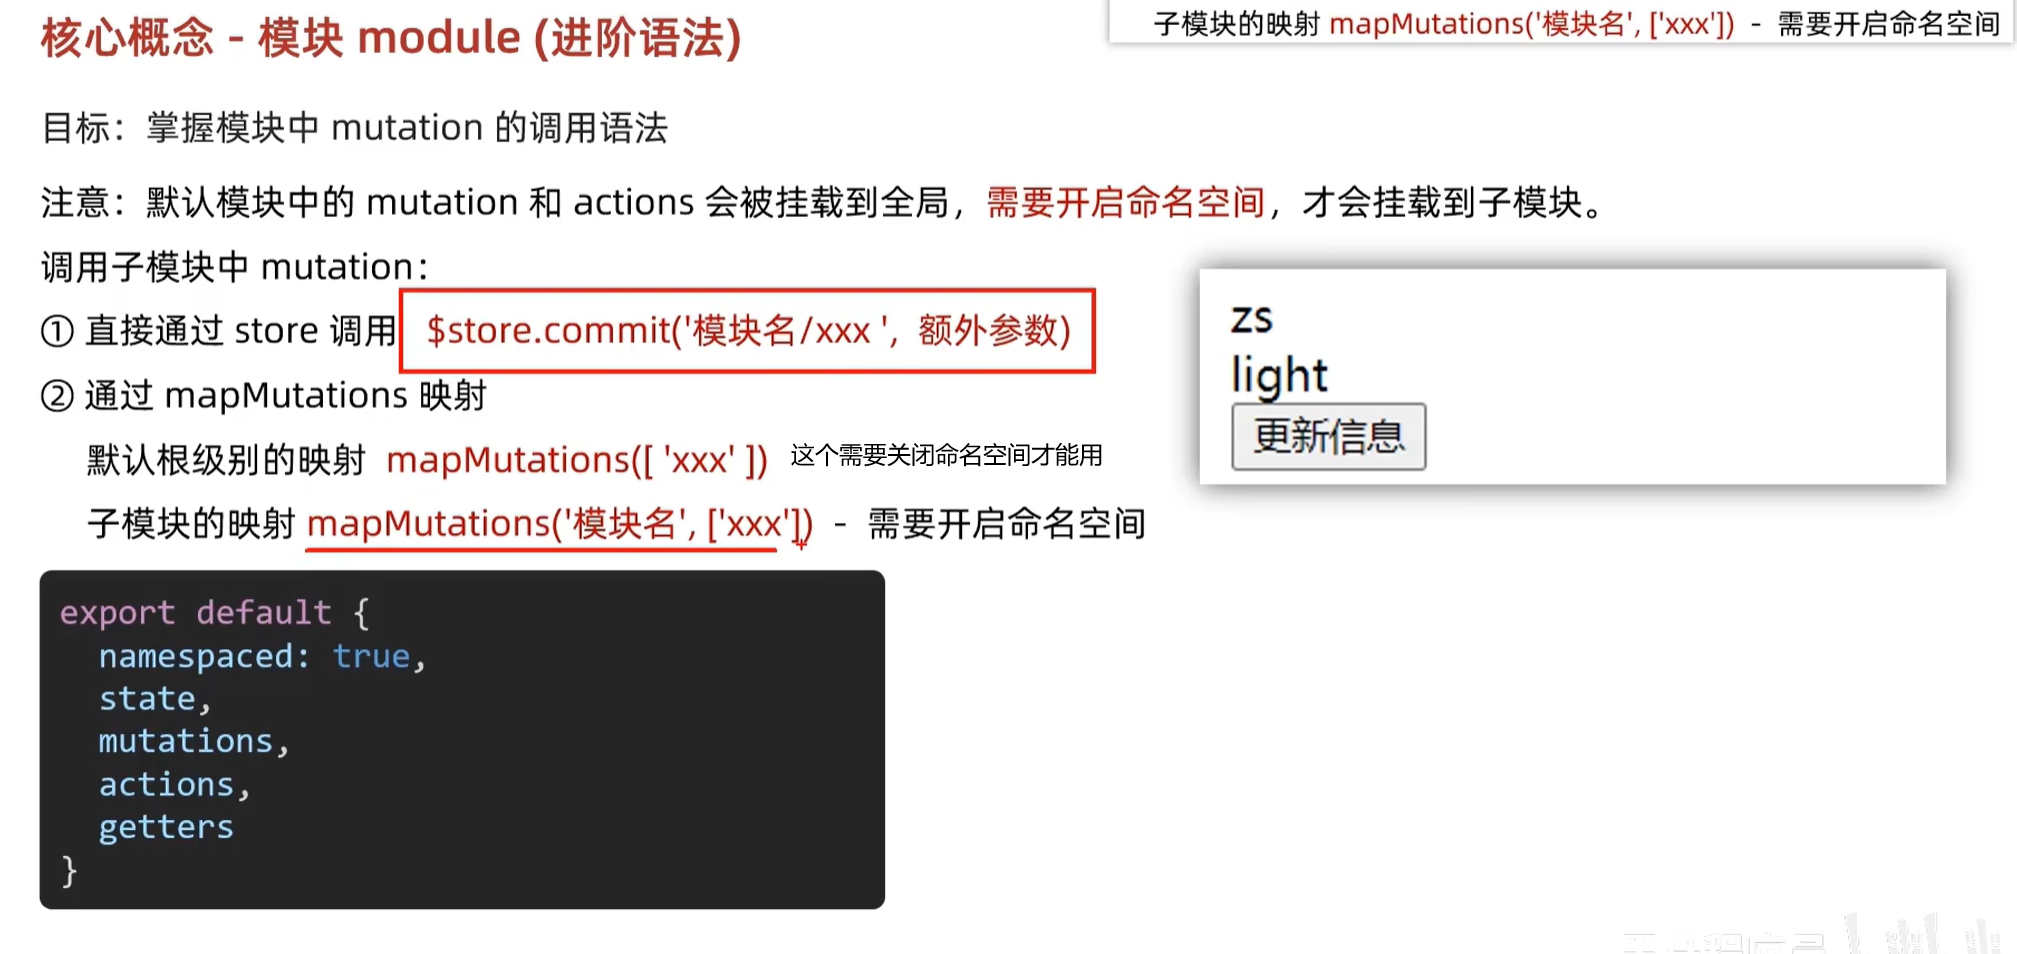 核心概念 - 模块 module (进阶语法)
子模块的映射 mapMutations('模块名', ['xxx']) - 需要开启命名空间
目标：掌握模块中 mutation 的调用语法
注意：默认模块中的 mutation 和 actions 会被挂载到全局，需要开启命名空间，才会挂载到子模块。
调用子模块中 mutation：
① 直接通过 store 调用 $store.commit('模块名/xxx ', 额外参数)
② 通过 mapMutations 映射
默认根级别的映射 mapMutations([ 'xxx' ]) 这个需要关闭命名空间才能用
子模块的映射 mapMutations('模块名', ['xxx']) - 需要开启命名空间
zs
light
更新信息
export default {
  namespaced: true,
  state,
  mutations,
  actions,
  getters
}